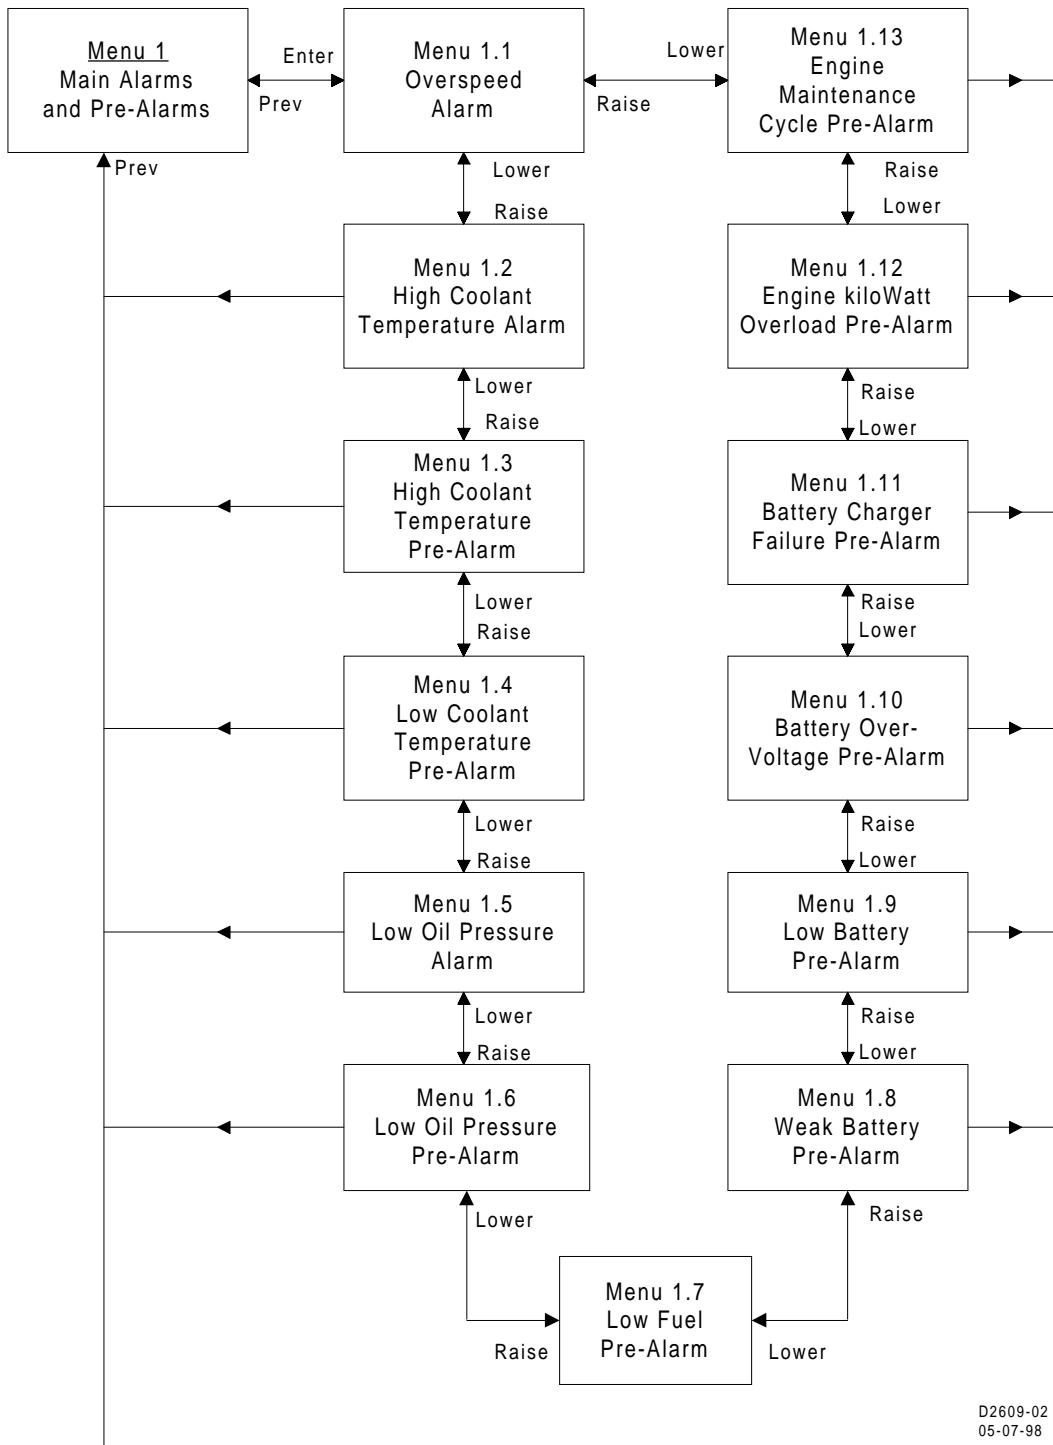 Menu 1
Main Alarms
and Pre-Alarms
Enter
Prev
Menu 1.1
Overspeed
Alarm
Lower
Raise
Menu 1.13
Engine
Maintenance
Cycle Pre-Alarm
Prev
Lower
Raise
Raise
Lower
Menu 1.2
High Coolant
Temperature Alarm
Menu 1.12
Engine kiloWatt
Overload Pre-Alarm
Lower
Raise
Raise
Lower
Menu 1.3
High Coolant
Temperature
Pre-Alarm
Menu 1.11
Battery Charger
Failure Pre-Alarm
Lower
Raise
Raise
Lower
Menu 1.4
Low Coolant
Temperature
Pre-Alarm
Menu 1.10
Battery Over-
Voltage Pre-Alarm
Lower
Raise
Raise
Lower
Menu 1.5
Low Oil Pressure
Alarm
Menu 1.9
Low Battery
Pre-Alarm
Lower
Raise
Raise
Lower
Menu 1.6
Low Oil Pressure
Pre-Alarm
Menu 1.8
Weak Battery
Pre-Alarm
Lower
Raise
Menu 1.7
Low Fuel
Pre-Alarm
Raise
Lower
D2609-02
05-07-98